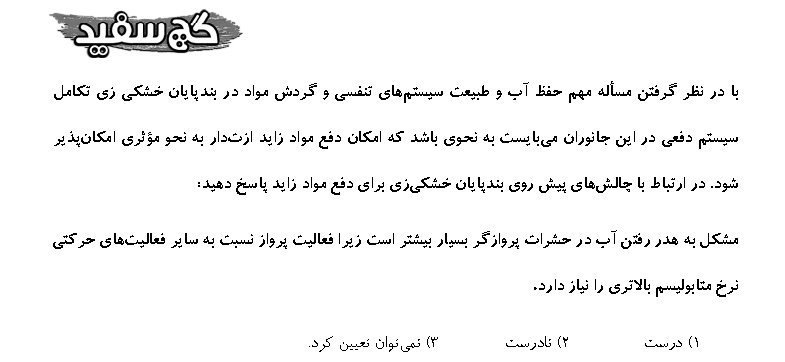 گچ سفید
با در نظر گرفتن مسأله مهم حفظ آب و طبیعت سیستم‌های تنفسی و گردش مواد در بندپایان خشکی زی تکامل
سیستم دفعی در این جانوران می‌بایست به نحوی باشد که امکان دفع مواد زاید ازت‌دار به نحو مؤثری امکان‌پذیر
شود. در ارتباط با چالش‌های پیش روی بندپایان خشکی‌زی برای دفع مواد زاید پاسخ دهید:
مشکل به هدر رفتن آب در حشرات پروازگر بسیار بیشتر است زیرا فعالیت پرواز نسبت به سایر فعالیت‌های حرکتی
نرخ متابولیسم بالاتری را نیاز دارد.
۱) درست ۲) نادرست ۳) نمی‌توان تعیین کرد.